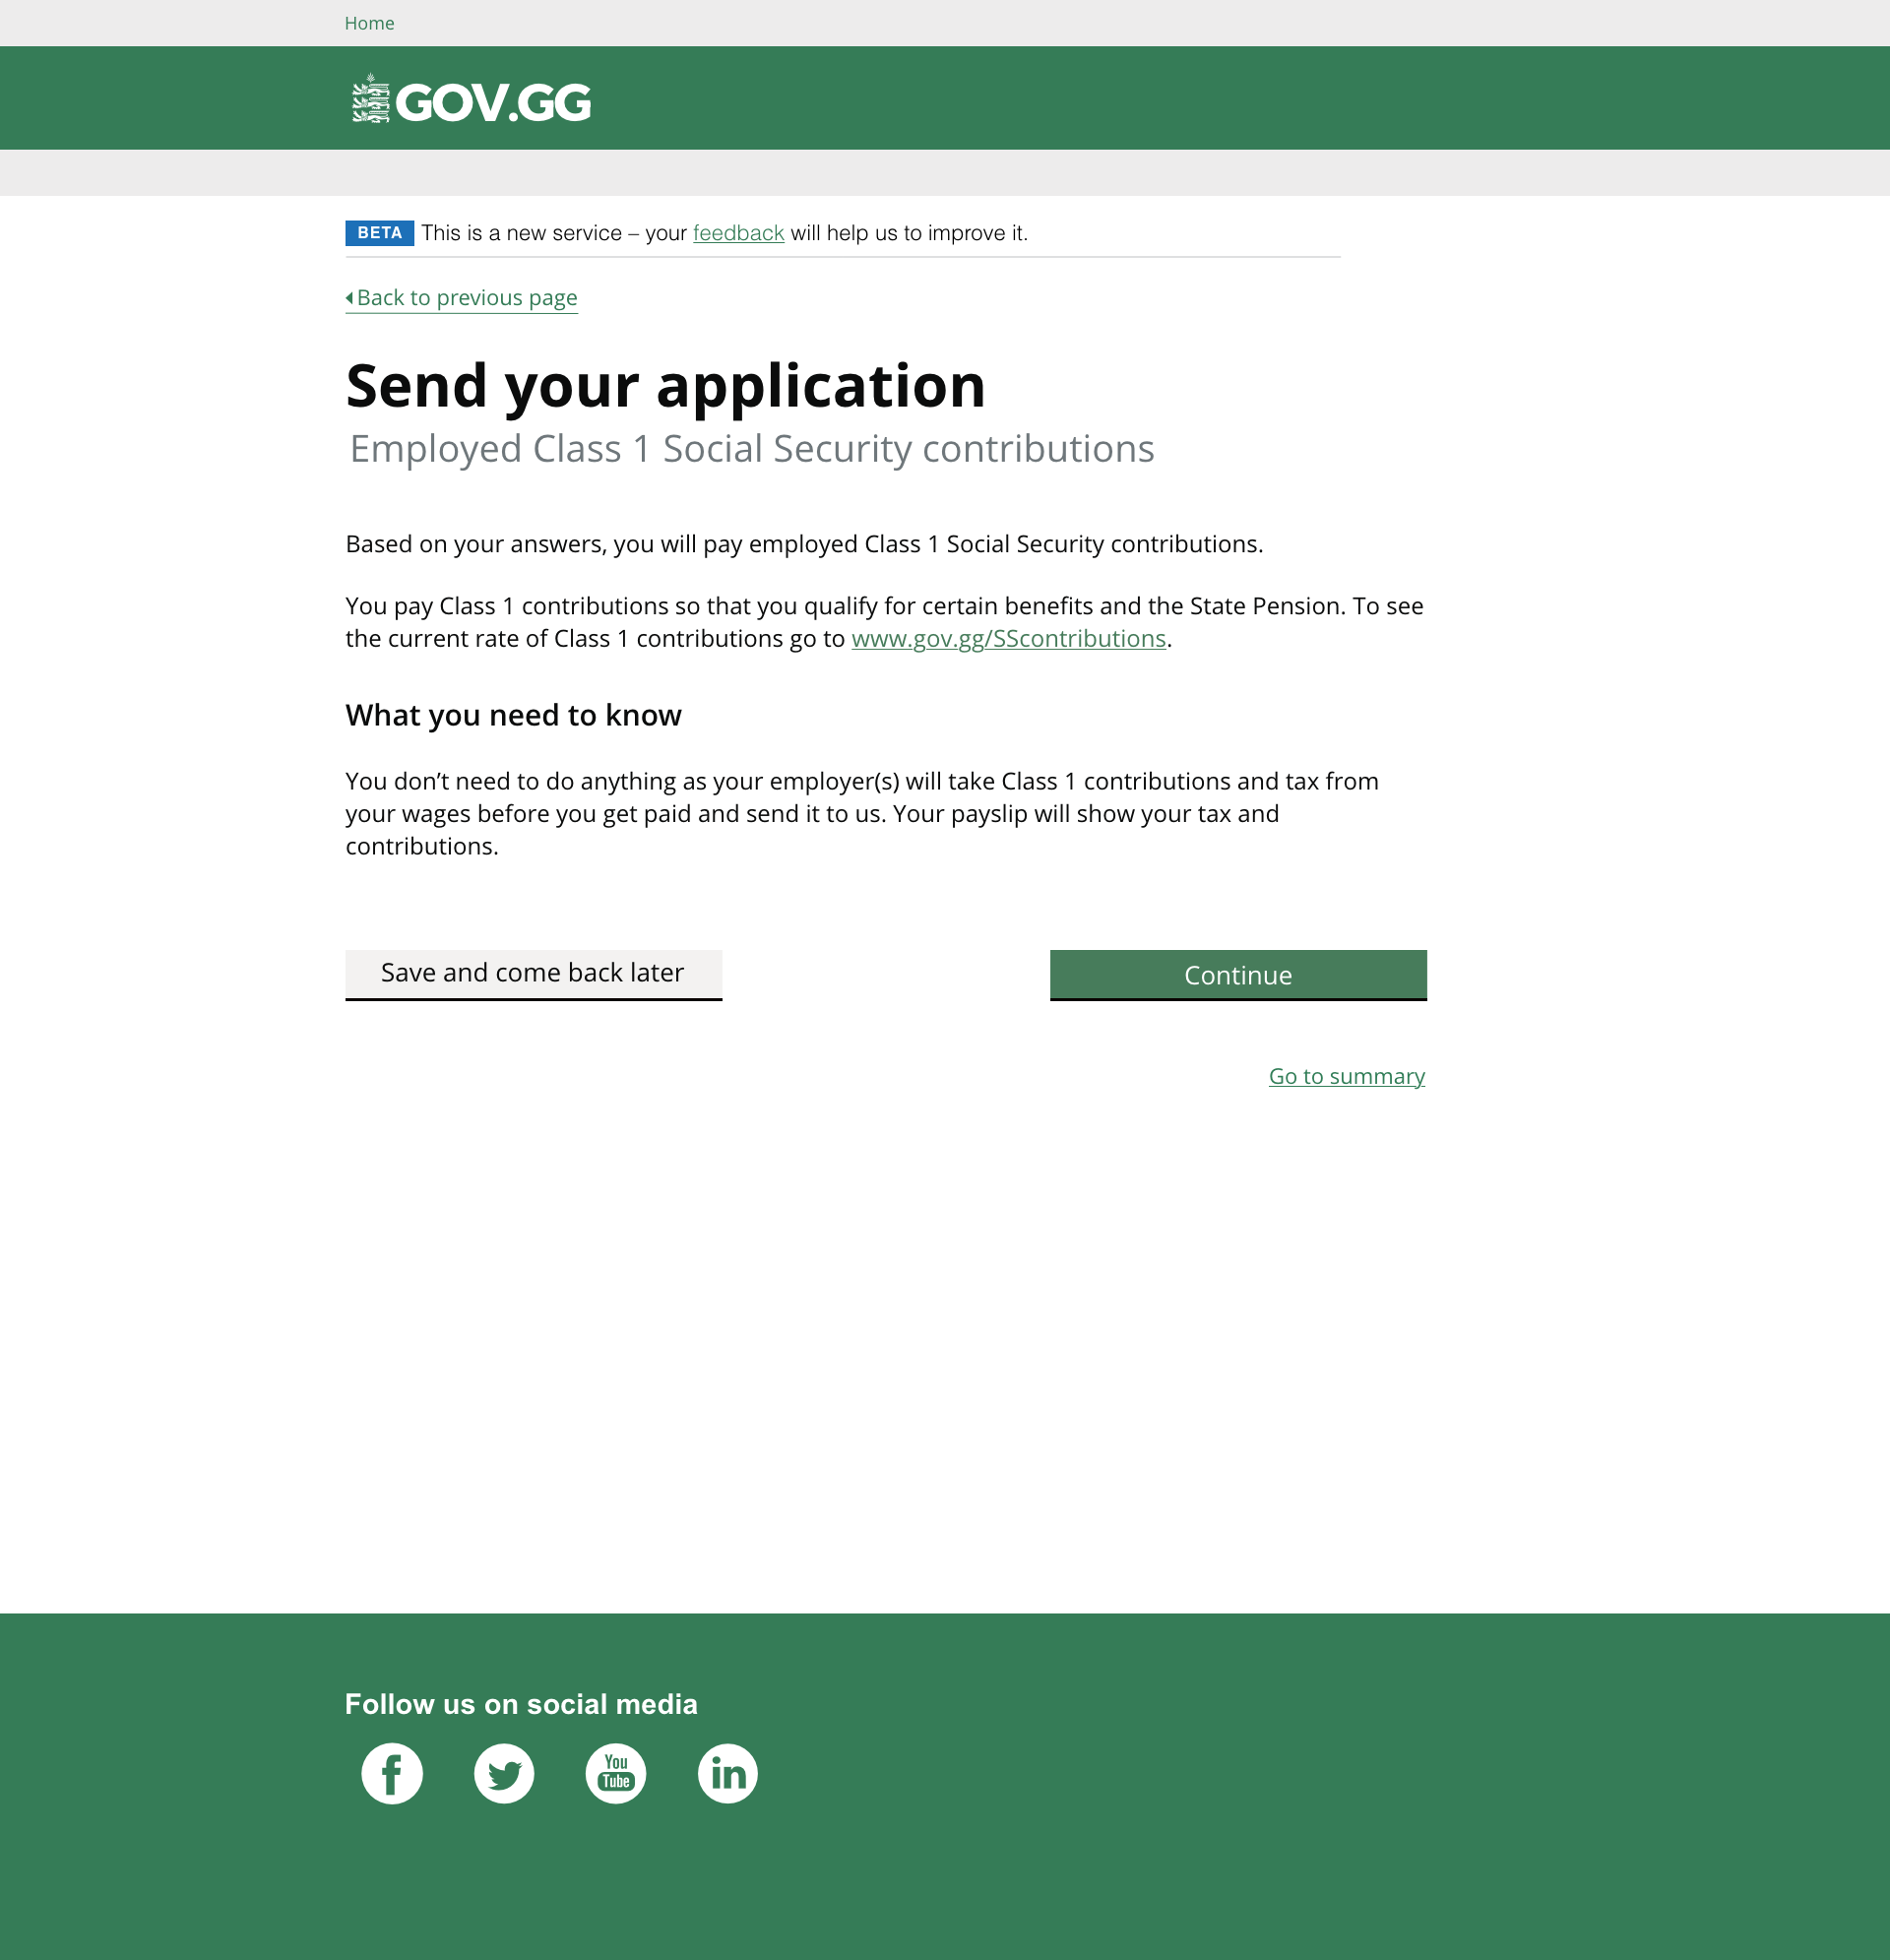 Home
GOV.GG
BETA This is a new service – your feedback will help us to improve it.
Back to previous page
Send your application
Employed Class 1 Social Security contributions
Based on your answers, you will pay employed Class 1 Social Security contributions.
You pay Class 1 contributions so that you qualify for certain benefits and the State Pension. To see
the current rate of Class 1 contributions go to www.gov.gg/SScontributions.
What you need to know
You don’t need to do anything as your employer(s) will take Class 1 contributions and tax from
your wages before you get paid and send it to us. Your payslip will show your tax and
contributions.
Save and come back later
Continue
Go to summary
Follow us on social media
f
You
Tube
in